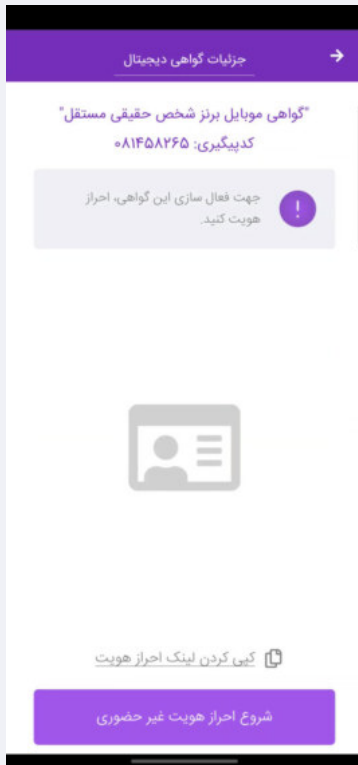 جزئیات گواهی دیجیتال
"گواهی موبایل برنز شخص حقیقی مستقل"
کدپیگیری: ۰۸۱۴۵۸۲۶۵
جهت فعال سازی این گواهی، احراز
هویت کنید.
کپی کردن لینک احراز هویت
شروع احراز هویت غیر حضوری